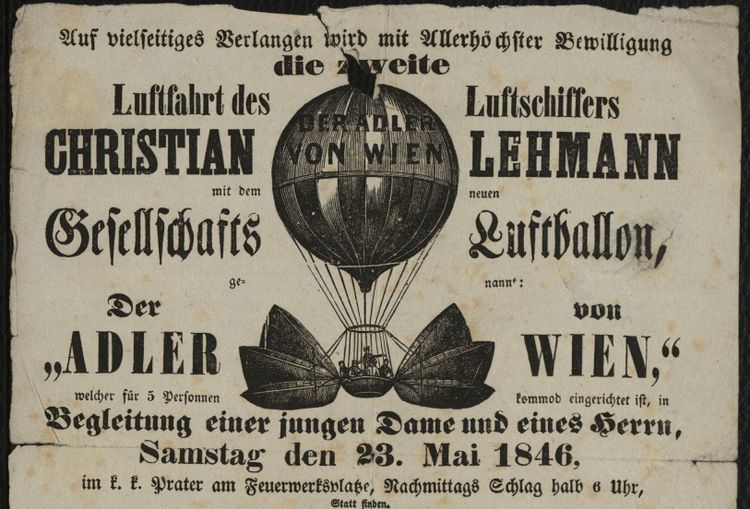 Auf vielseitiges Verlangen wird mit Allerhöchster Bewilligung
die zweite
Luftfahrt des Luftschiffers
CHRISTIAN LEHMANN
mit dem neuen
Gesellschafts Luftballon,
ge- nannt:
Der von
„ADLER WIEN,“
DER ADLER
VON WIEN
welcher für 5 Personnen kommod eingerichtet ist, in
Begleitung einer jungen Dame und eines Herrn,
Samstag den 23. Mai 1846,
im k. k. Prater am Feuerwerksplatze, Nachmittags Schlag halb 6 Uhr,
Statt finden.